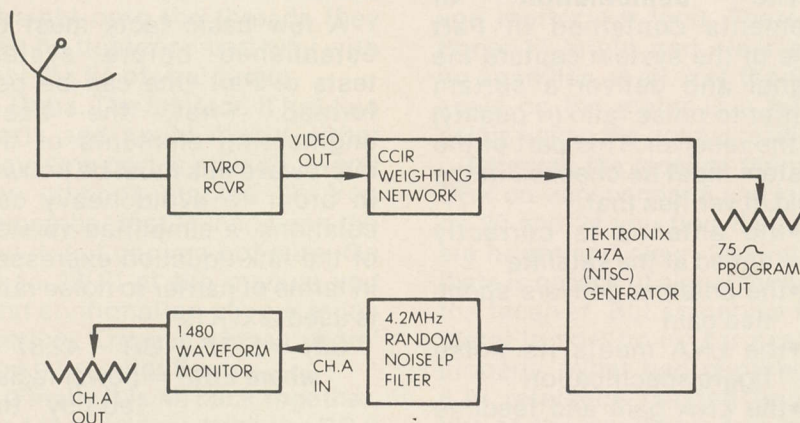 TVRO
RCVR
VIDEO
OUT
CCIR
WEIGHTING
NETWORK
TEKTRONIX
147A
(NTSC)
GENERATOR
75 Ω
PROGRAM
OUT
1480
WAVEFORM
MONITOR
CH.A
OUT
CH.A
IN
4.2MHz
RANDOM
NOISE LP
FILTER